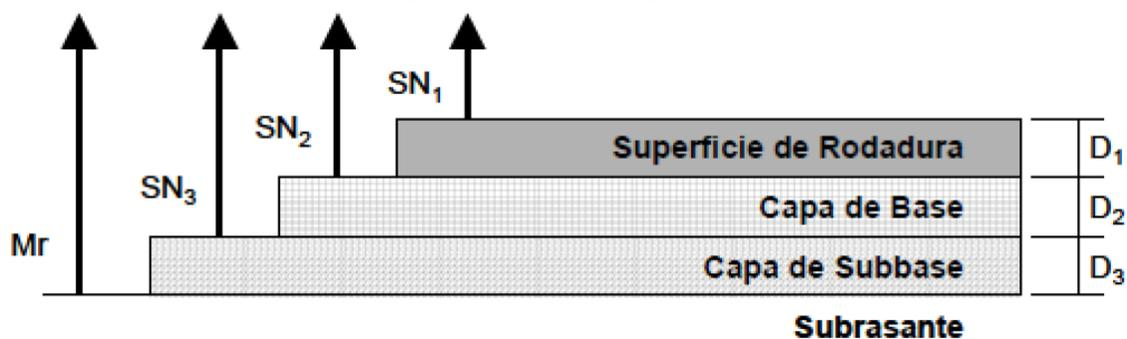 SN₁
SN₂
SN₃
Mr
Superficie de Rodadura
D₁
Capa de Base
D₂
Capa de Subbase
D₃
Subrasante